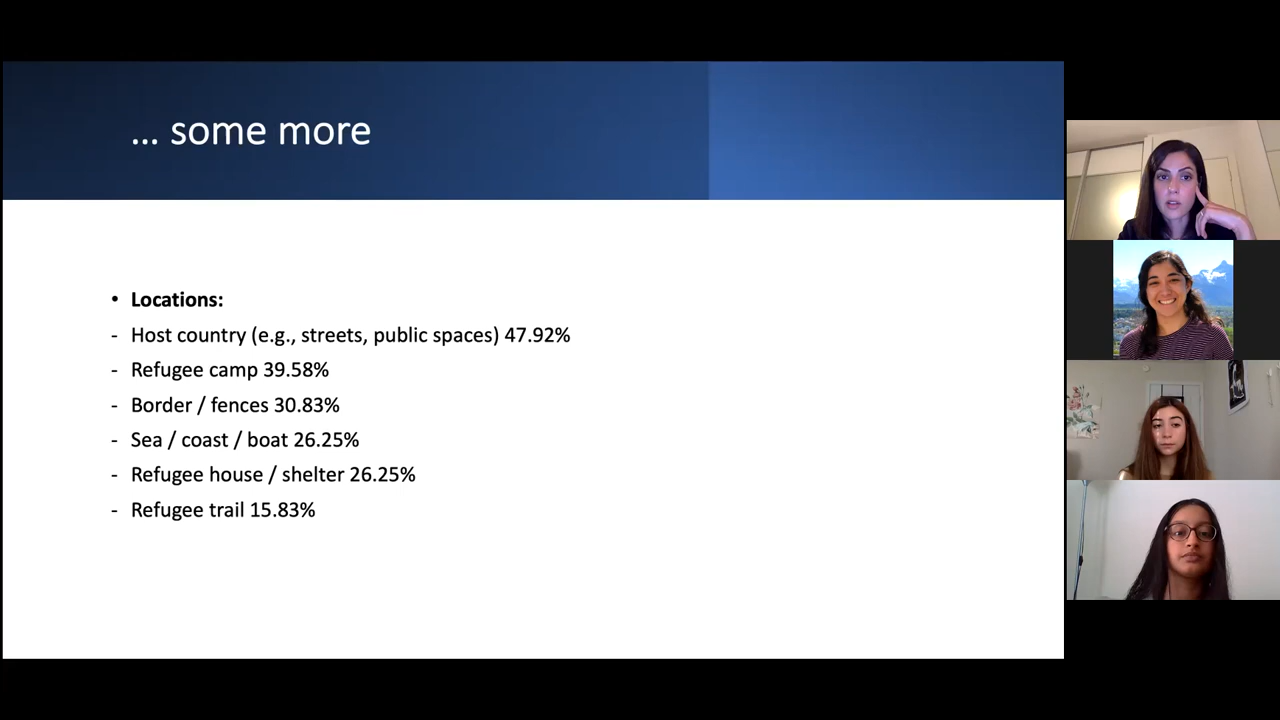 ... some more
• Locations:
- Host country (e.g., streets, public spaces) 47.92%
- Refugee camp 39.58%
- Border / fences 30.83%
- Sea / coast / boat 26.25%
- Refugee house / shelter 26.25%
- Refugee trail 15.83%